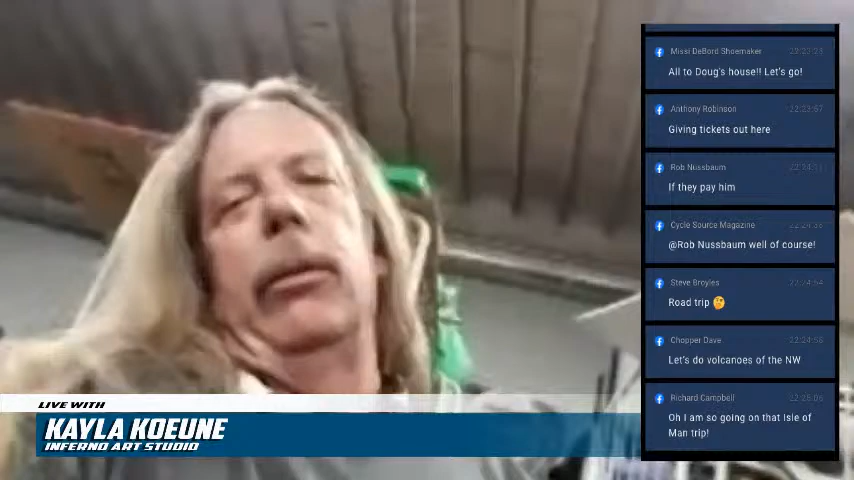 Missi DeBord Shoemaker
All to Doug's house!! Let's go!
Anthony Robinson
Giving tickets out here
Rob Nussbaum
If they pay him
Cycle Source Magazine
@Rob Nussbaum well of course!
Steve Broyles
Road trip 🤔
Chopper Dave
Let's do volcanoes of the NW
Richard Campbell
Oh I am so going on that Isle of
Man trip!
LIVE WITH
KAYLA KOEUNE
INFERNO ART STUDIO